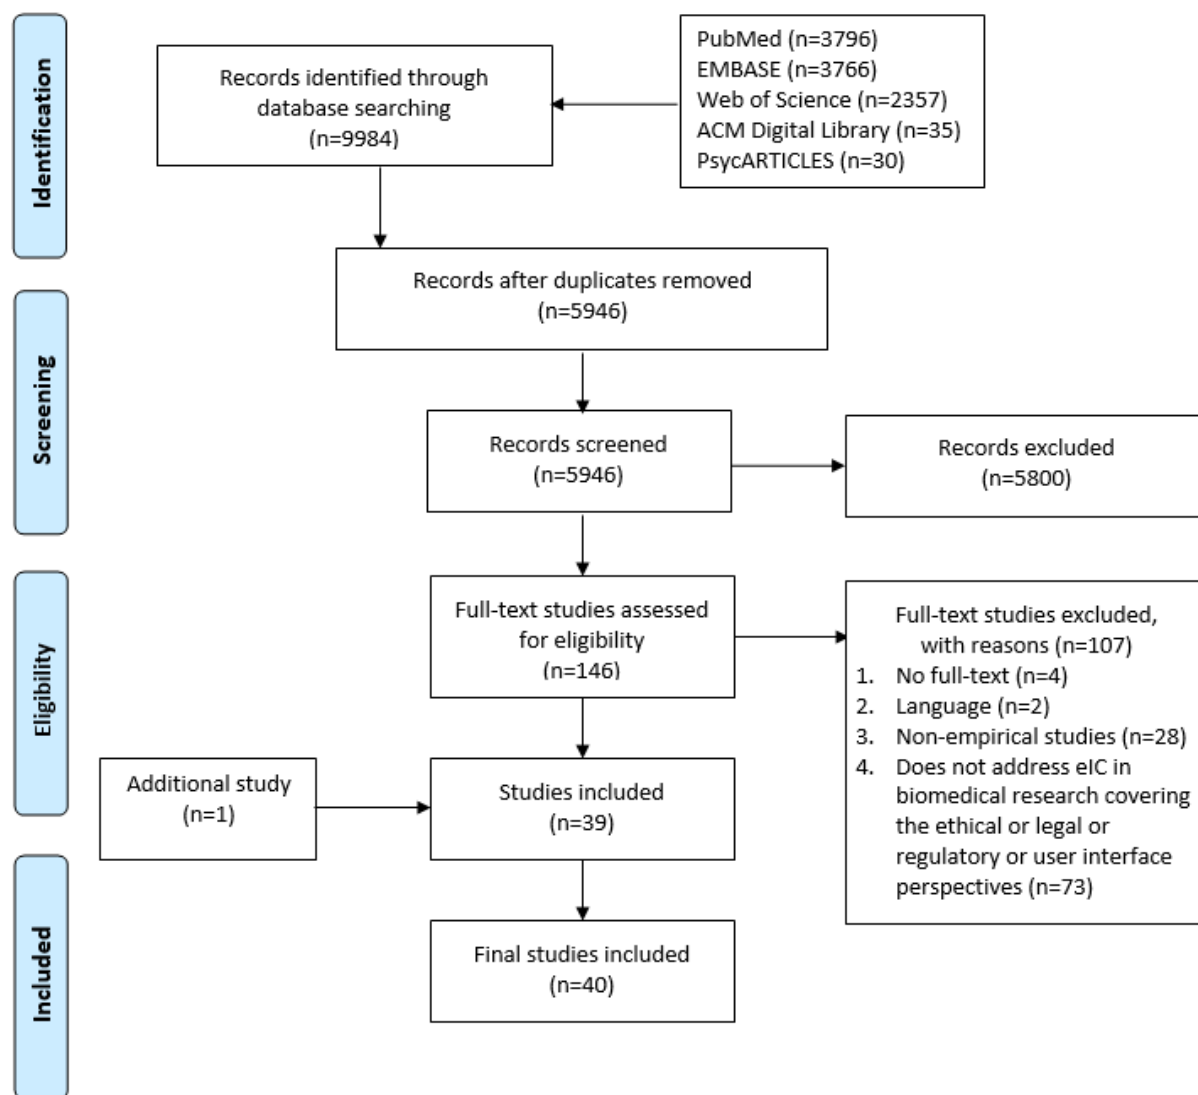 Identification
Records identified through
database searching
(n=9984)
PubMed (n=3796)
EMBASE (n=3766)
Web of Science (n=2357)
ACM Digital Library (n=35)
PsycARTICLES (n=30)
Records after duplicates removed
(n=5946)
Screening
Records screened
(n=5946)
Records excluded
(n=5800)
Eligibility
Full-text studies assessed
for eligibility
(n=146)
Full-text studies excluded,
with reasons (n=107)
1. No full-text (n=4)
2. Language (n=2)
3. Non-empirical studies (n=28)
4. Does not address eIC in
biomedical research covering
the ethical or legal or
regulatory or user interface
perspectives (n=73)
Additional study
(n=1)
Studies included
(n=39)
Included
Final studies included
(n=40)